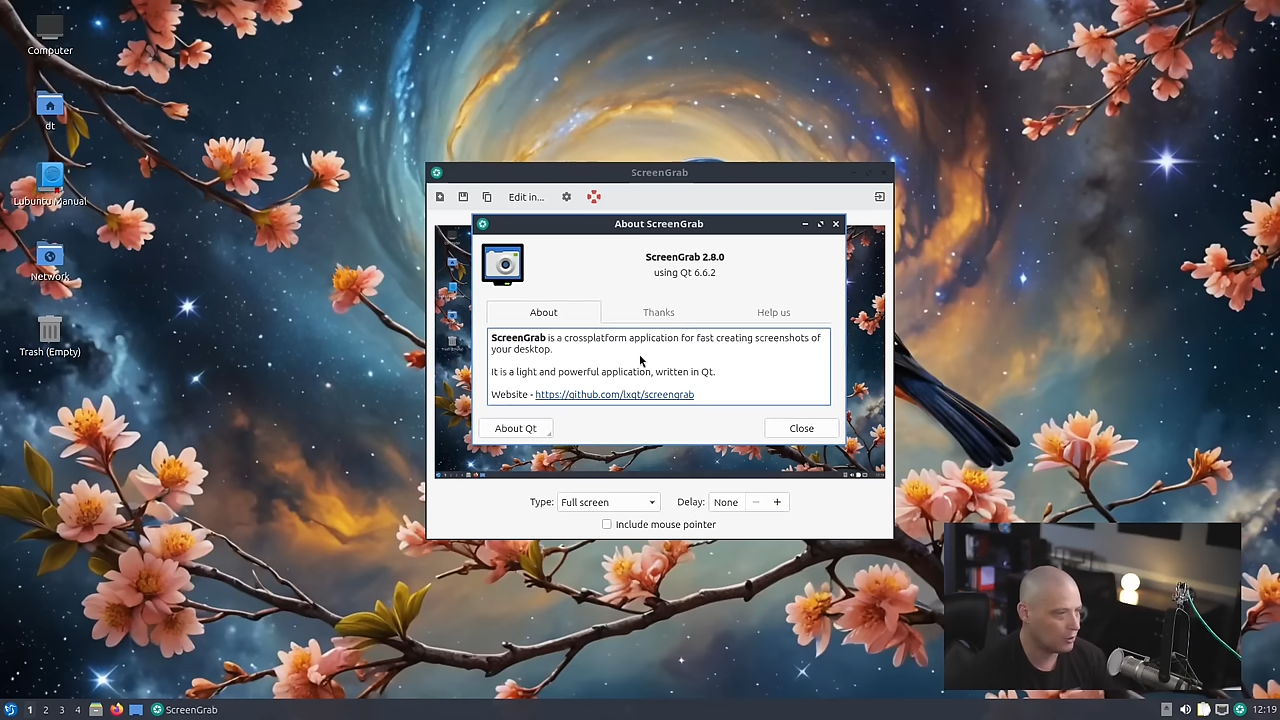 Computer
dt
Lubuntu Manual
Network
Trash (Empty)
ScreenGrab
Edit in...
About ScreenGrab
ScreenGrab 2.8.0
using Qt 6.6.2
About
Thanks
Help us
ScreenGrab is a crossplatform application for fast creating screenshots of
your desktop.
It is a light and powerful application, written in Qt.
Website - https://github.com/lxqt/screengrab
About Qt
Close
Type: Full screen
Delay: None
Include mouse pointer
1 2 3 4
ScreenGrab
12:19